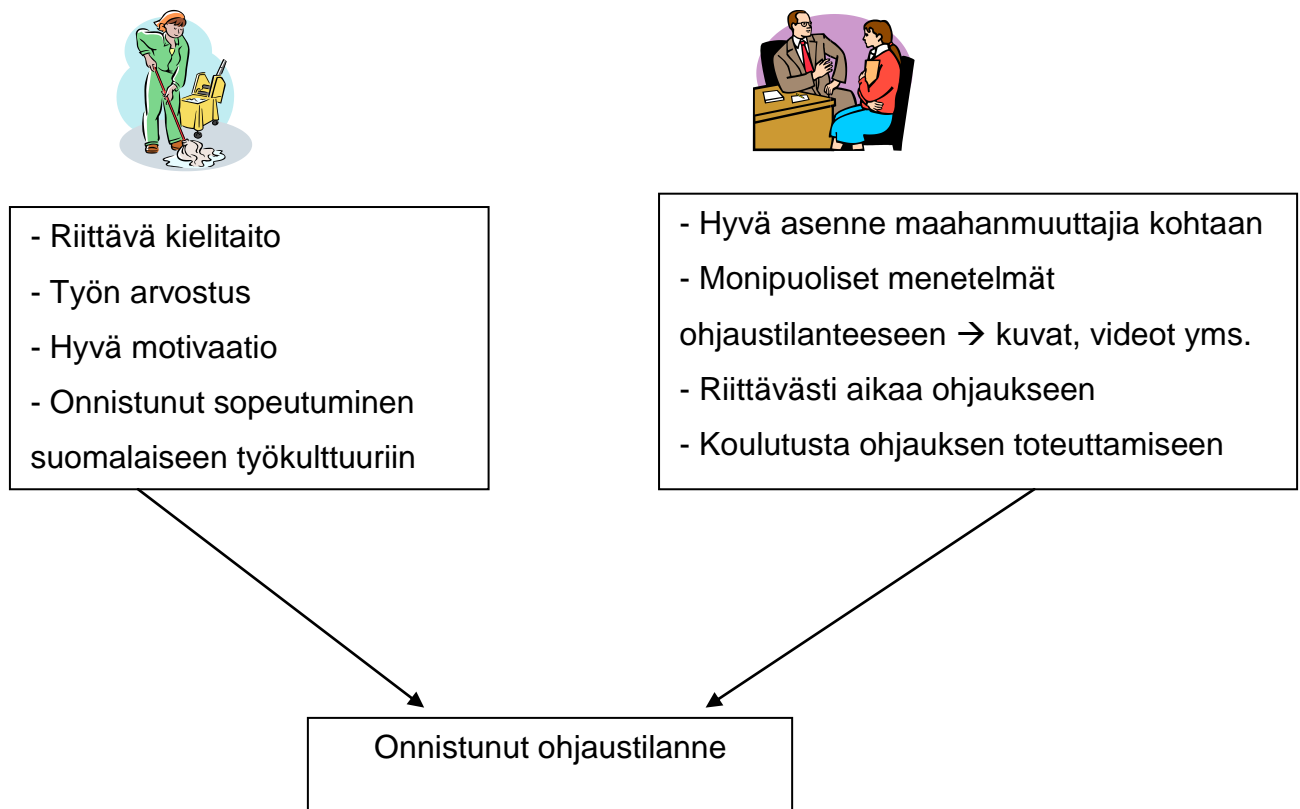 - Riittävä kielitaito
- Työn arvostus
- Hyvä motivaatio
- Onnistunut sopeutuminen
suomalaiseen työkulttuuriin
- Hyvä asenne maahanmuuttajia kohtaan
- Monipuoliset menetelmät
ohjaustilanteeseen → kuvat, videot yms.
- Riittävästi aikaa ohjaukseen
- Koulutusta ohjauksen toteuttamiseen
Onnistunut ohjaustilanne